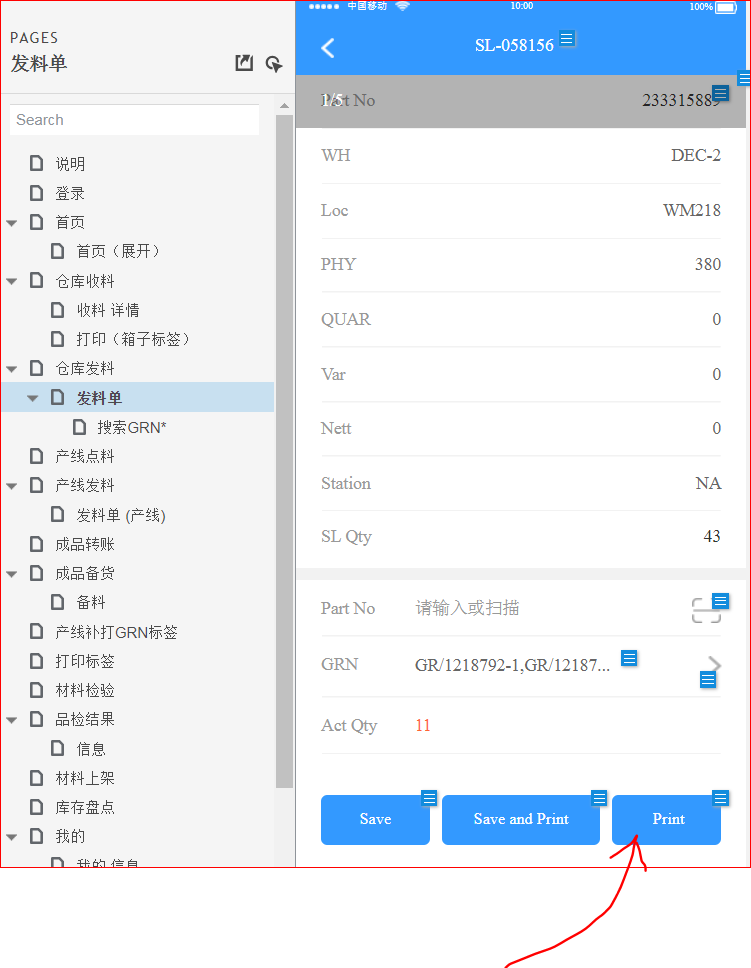 PAGES
发料单
Search
说明
登录
首页
首页（展开）
仓库收料
收料 详情
打印（箱子标签）
仓库发料
发料单
搜索GRN*
产线点料
产线发料
发料单 (产线)
成品转账
成品备货
备料
产线补打GRN标签
打印标签
材料检验
品检结果
信息
材料上架
库存盘点
我的
我的 信息
中国移动 10:00 100%
SL-058156
1/5
Part No 233315889
WH DEC-2
Loc WM218
PHY 380
QUAR 0
Var 0
Nett 0
Station NA
SL Qty 43
Part No 请输入或扫描
GRN GR/1218792-1,GR/12187...
Act Qty 11
Save Save and Print Print